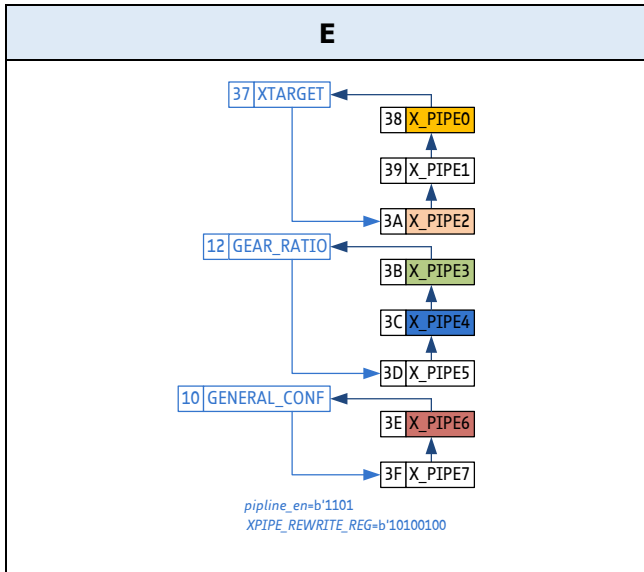 E
37 XTARGET
38 X_PIPE0
39 X_PIPE1
3A X_PIPE2
12 GEAR_RATIO
3B X_PIPE3
3C X_PIPE4
3D X_PIPE5
10 GENERAL_CONF
3E X_PIPE6
3F X_PIPE7
pipline_en=b'1101
XPIPE_REWRITE_REG=b'10100100